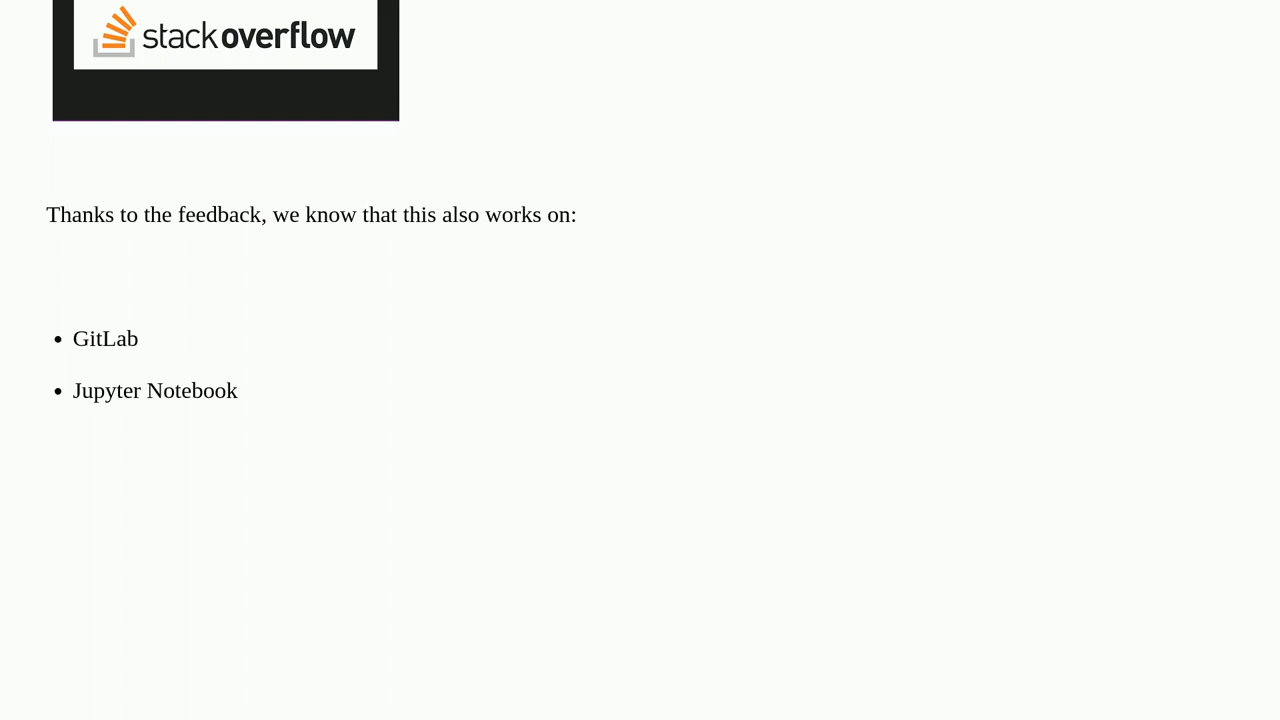 stackoverflow
Thanks to the feedback, we know that this also works on:
• GitLab
• Jupyter Notebook